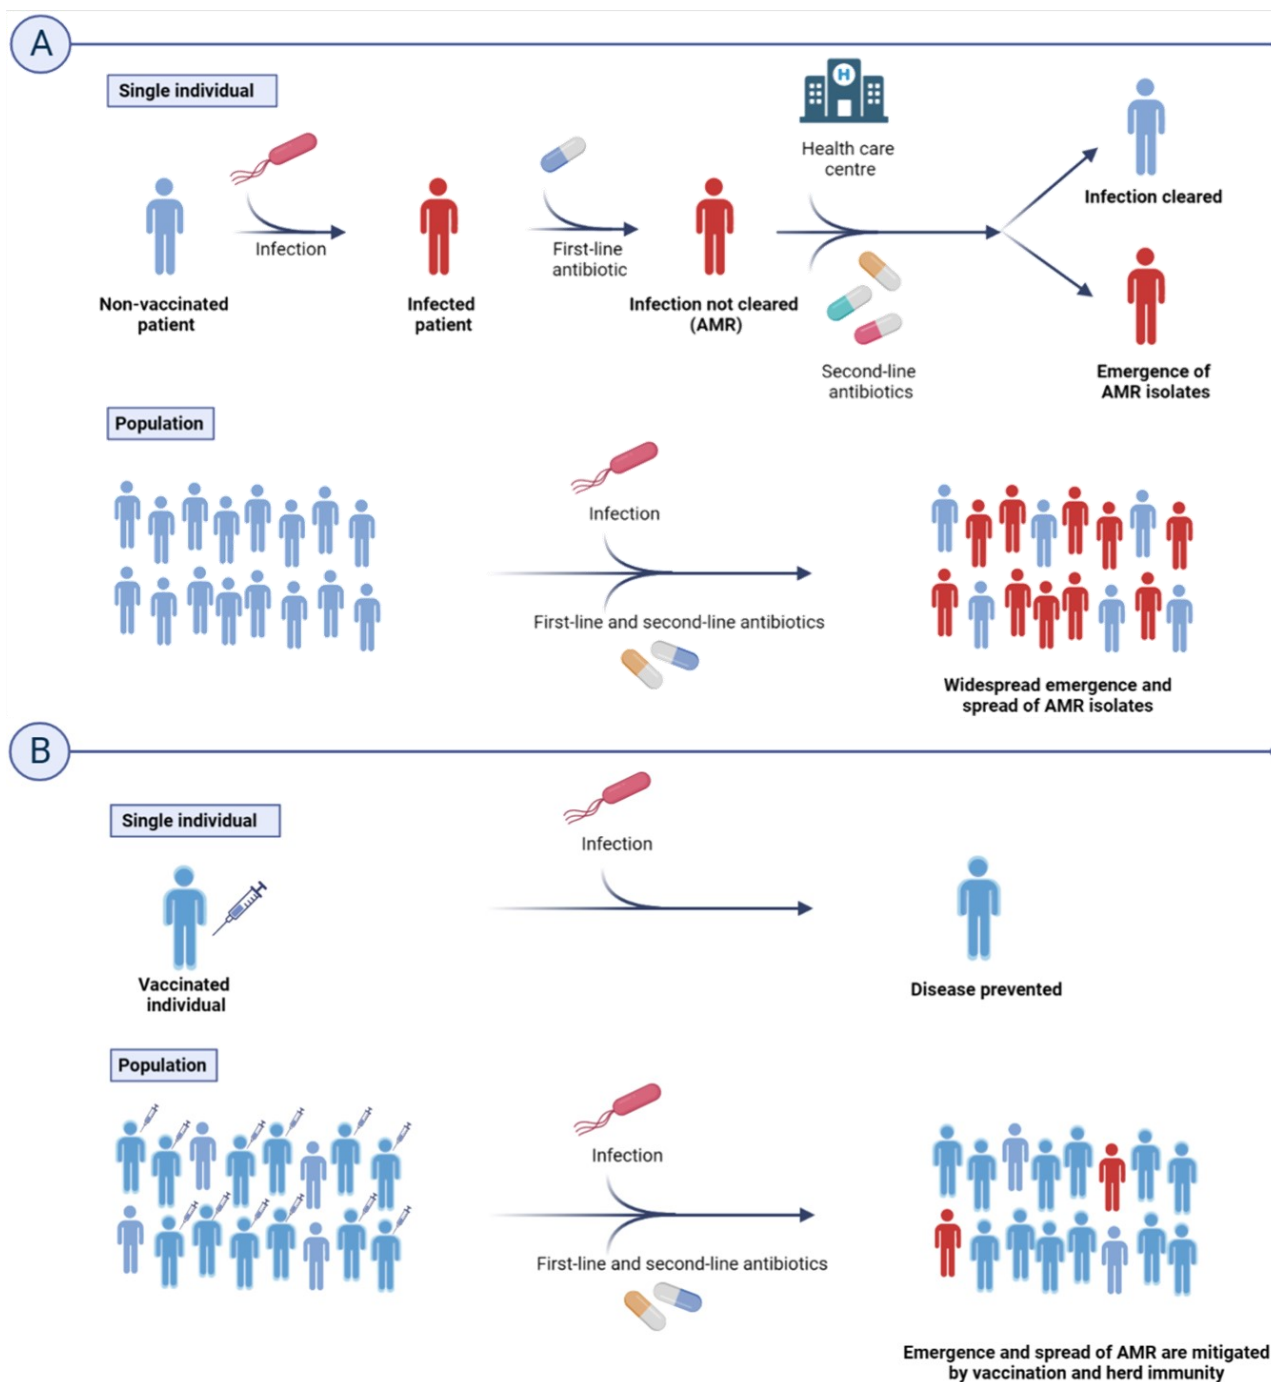 A
Single individual
H
Health care
centre
Infection
First-line
antibiotic
Infection cleared
Non-vaccinated
patient
Infected
patient
Infection not cleared
(AMR)
Second-line
antibiotics
Emergence of
AMR isolates
Population
Infection
First-line and second-line antibiotics
Widespread emergence and
spread of AMR isolates
B
Single individual
Infection
Vaccinated
individual
Disease prevented
Population
Infection
First-line and second-line antibiotics
Emergence and spread of AMR are mitigated
by vaccination and herd immunity